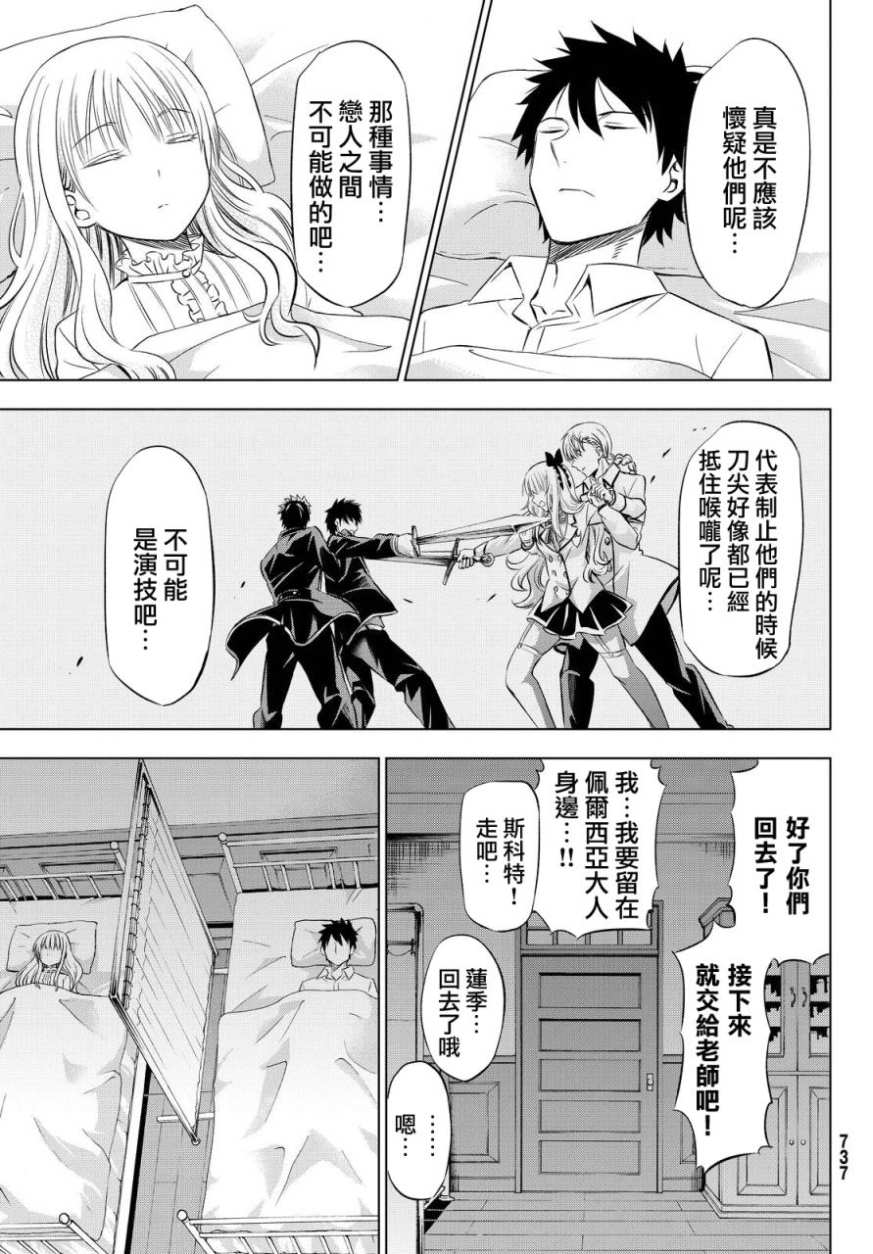 真是不應該
懷疑他們呢…
那種事情…
戀人之間
不可能做的吧…
代表制止他們的時候
刀尖好像都已經
抵住喉嚨了呢…
不可能
是演技吧…
好了你們
回去了！
接下來
就交給老師吧！
我…我要留在
佩爾西亞大人
身邊…!!
斯科特！
走吧…
蓮季…
回去了哦
……
嗯…
737